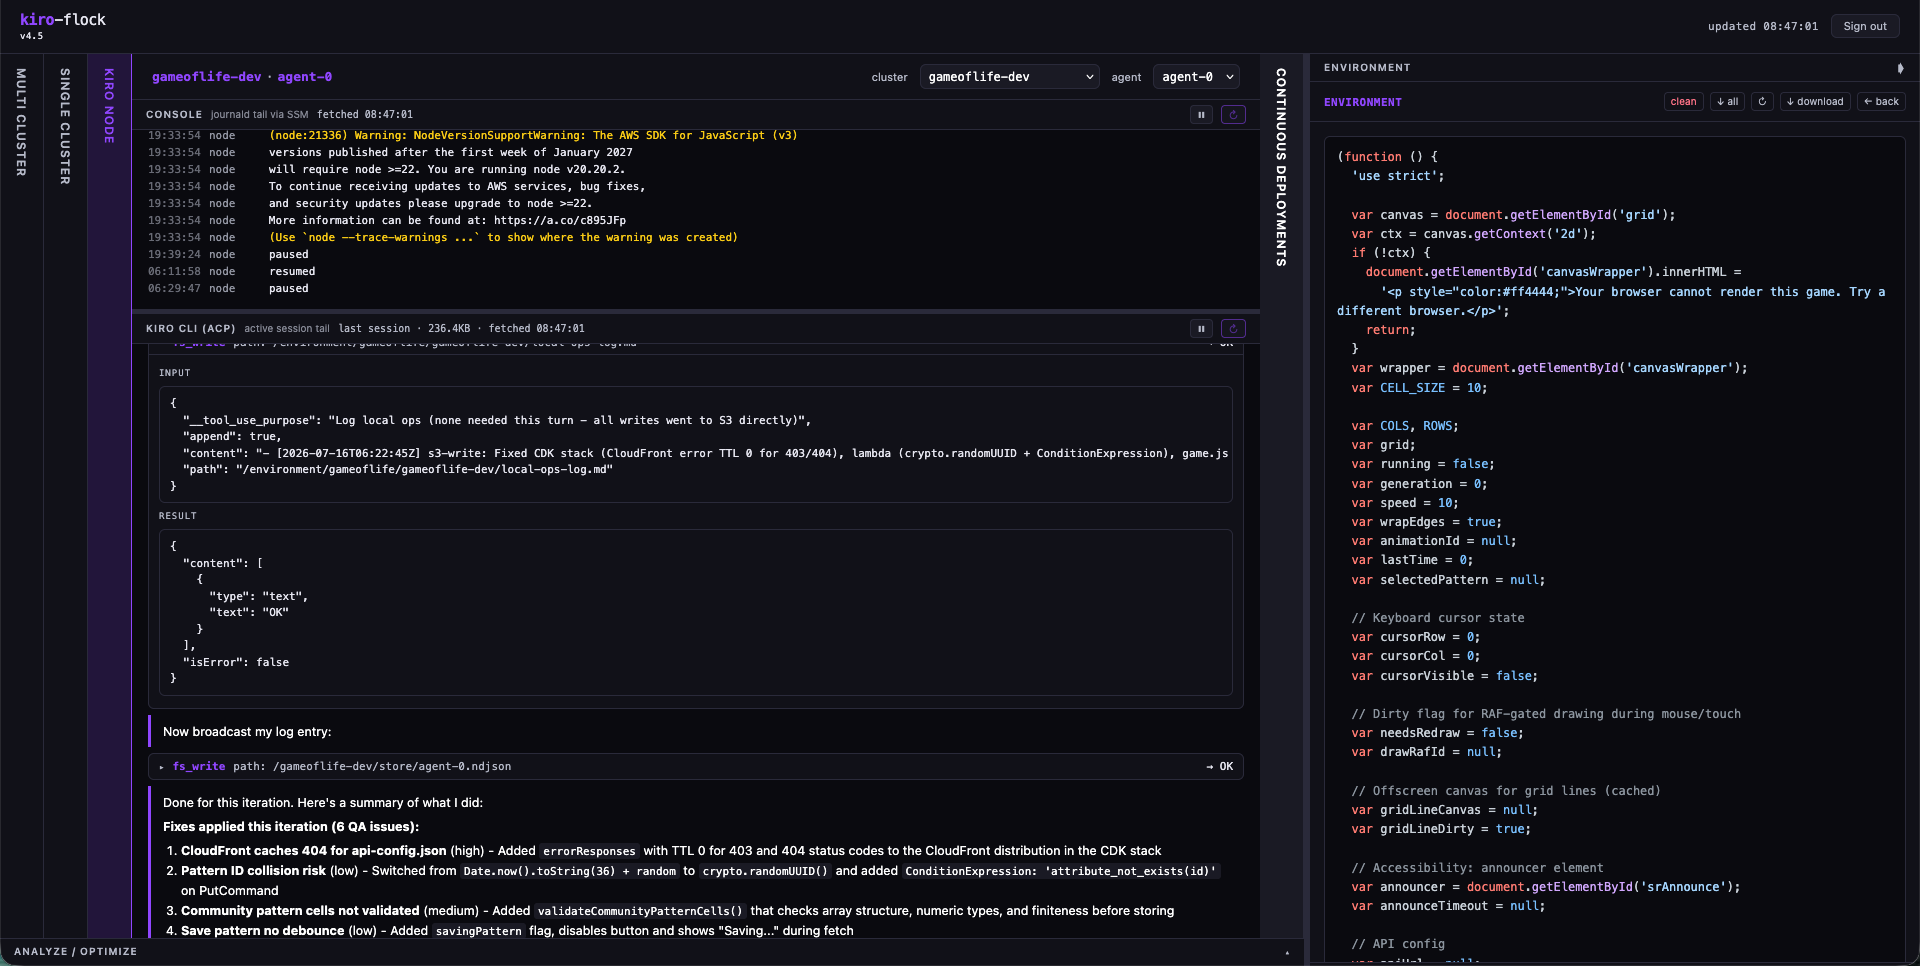 kiro-flock
v4.5
updated 08:47:01
Sign out
MULTI CLUSTER
SINGLE CLUSTER
KIRO NODE
gameoflife-dev · agent-0
cluster
gameoflife-dev
agent
agent-0
CONSOLE journald tail via SSM fetched 08:47:01
19:33:54 node (node:21336) Warning: NodeVersionSupportWarning: The AWS SDK for JavaScript (v3)
19:33:54 node versions published after the first week of January 2027
19:33:54 node will require node >=22. You are running node v20.20.2.
19:33:54 node To continue receiving updates to AWS services, bug fixes,
19:33:54 node and security updates please upgrade to node >=22.
19:33:54 node More information can be found at: https://a.co/c895JFp
19:33:54 node (Use `node --trace-warnings ...` to show where the warning was created)
19:39:24 node paused
06:11:58 node resumed
06:29:47 node paused
KIRO CLI (ACP) active session tail last session · 236.4KB · fetched 08:47:01
fs_write path: /environment/gameoflife/gameoflife-dev/local-ops-log.md → OK
INPUT
{
"__tool_use_purpose": "Log local ops (none needed this turn — all writes went to S3 directly)",
"append": true,
"content": "- [2026-07-16T06:22:45Z] s3-write: Fixed CDK stack (CloudFront error TTL 0 for 403/404), lambda (crypto.randomUUID + ConditionExpression), game.js
"path": "/environment/gameoflife/gameoflife-dev/local-ops-log.md"
}
RESULT
{
"content": [
{
"type": "text",
"text": "OK"
}
],
"isError": false
}
Now broadcast my log entry:
fs_write path: /gameoflife-dev/store/agent-0.ndjson → OK
Done for this iteration. Here's a summary of what I did:
Fixes applied this iteration (6 QA issues):
1. CloudFront caches 404 for api-config.json (high) - Added errorResponses with TTL 0 for 403 and 404 status codes to the CloudFront distribution in the CDK stack
2. Pattern ID collision risk (low) - Switched from Date.now().toString(36) + random to crypto.randomUUID() and added ConditionExpression: 'attribute_not_exists(id)'
on PutCommand
3. Community pattern cells not validated (medium) - Added validateCommunityPatternCells() that checks array structure, numeric types, and finiteness before storing
4. Save pattern no debounce (low) - Added savingPattern flag, disables button and shows "Saving..." during fetch
ANALYZE / OPTIMIZE
CONTINUOUS DEPLOYMENTS
ENVIRONMENT
ENVIRONMENT
clean
↓ all
↓ download
← back
(function () {
'use strict';
var canvas = document.getElementById('grid');
var ctx = canvas.getContext('2d');
if (!ctx) {
document.getElementById('canvasWrapper').innerHTML =
'<p style="color:#ff4444;">Your browser cannot render this game. Try a
different browser.</p>';
return;
}
var wrapper = document.getElementById('canvasWrapper');
var CELL_SIZE = 10;
var COLS, ROWS;
var grid;
var running = false;
var generation = 0;
var speed = 10;
var wrapEdges = true;
var animationId = null;
var lastTime = 0;
var selectedPattern = null;
// Keyboard cursor state
var cursorRow = 0;
var cursorCol = 0;
var cursorVisible = false;
// Dirty flag for RAF-gated drawing during mouse/touch
var needsRedraw = false;
var drawRafId = null;
// Offscreen canvas for grid lines (cached)
var gridLineCanvas = null;
var gridLineDirty = true;
// Accessibility: announcer element
var announcer = document.getElementById('srAnnounce');
var announceTimeout = null;
// API config